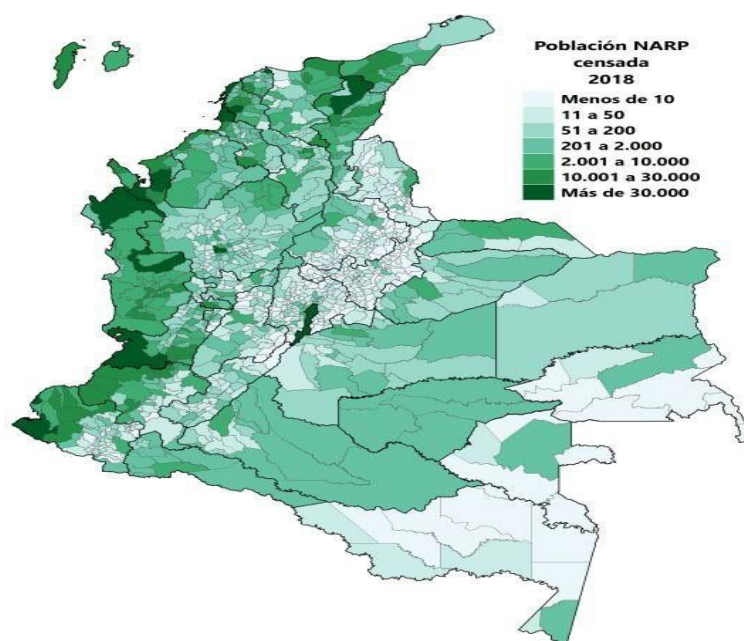 Población NARP
censada
2018
Menos de 10
11 a 50
51 a 200
201 a 2.000
2.001 a 10.000
10.001 a 30.000
Más de 30.000